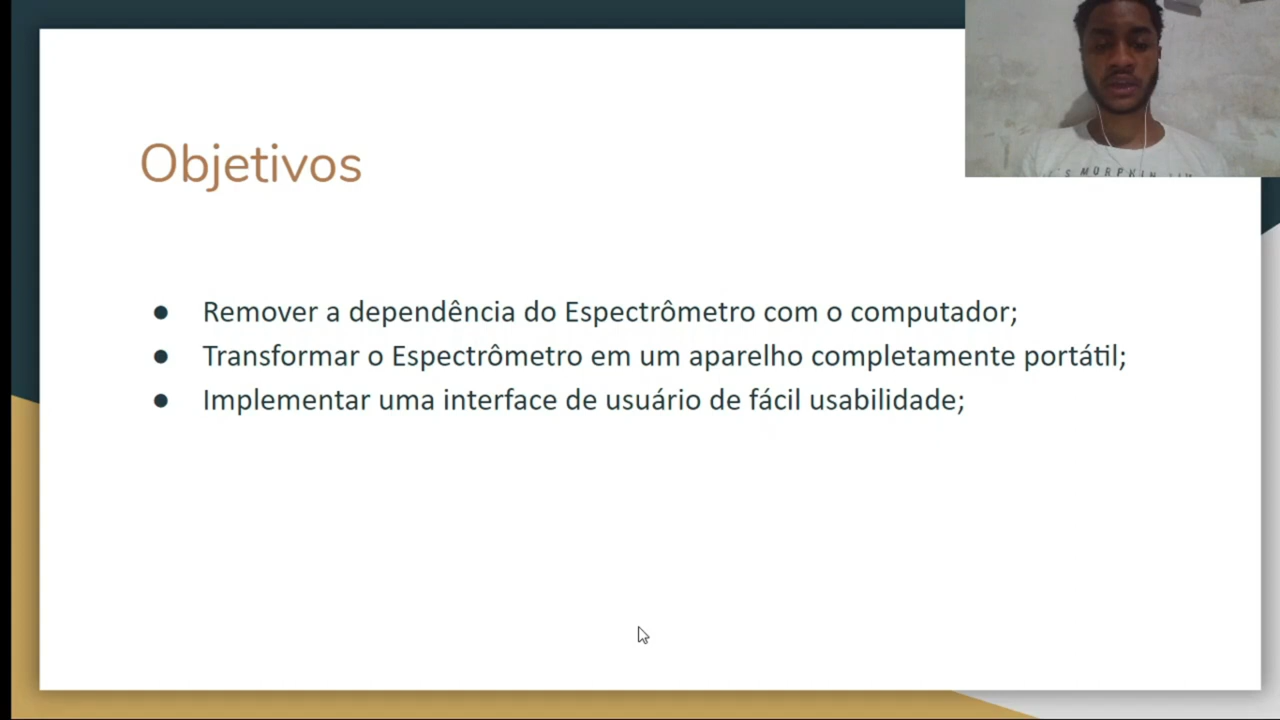 Objetivos
● Remover a dependência do Espectrômetro com o computador;
● Transformar o Espectrômetro em um aparelho completamente portátil;
● Implementar uma interface de usuário de fácil usabilidade;